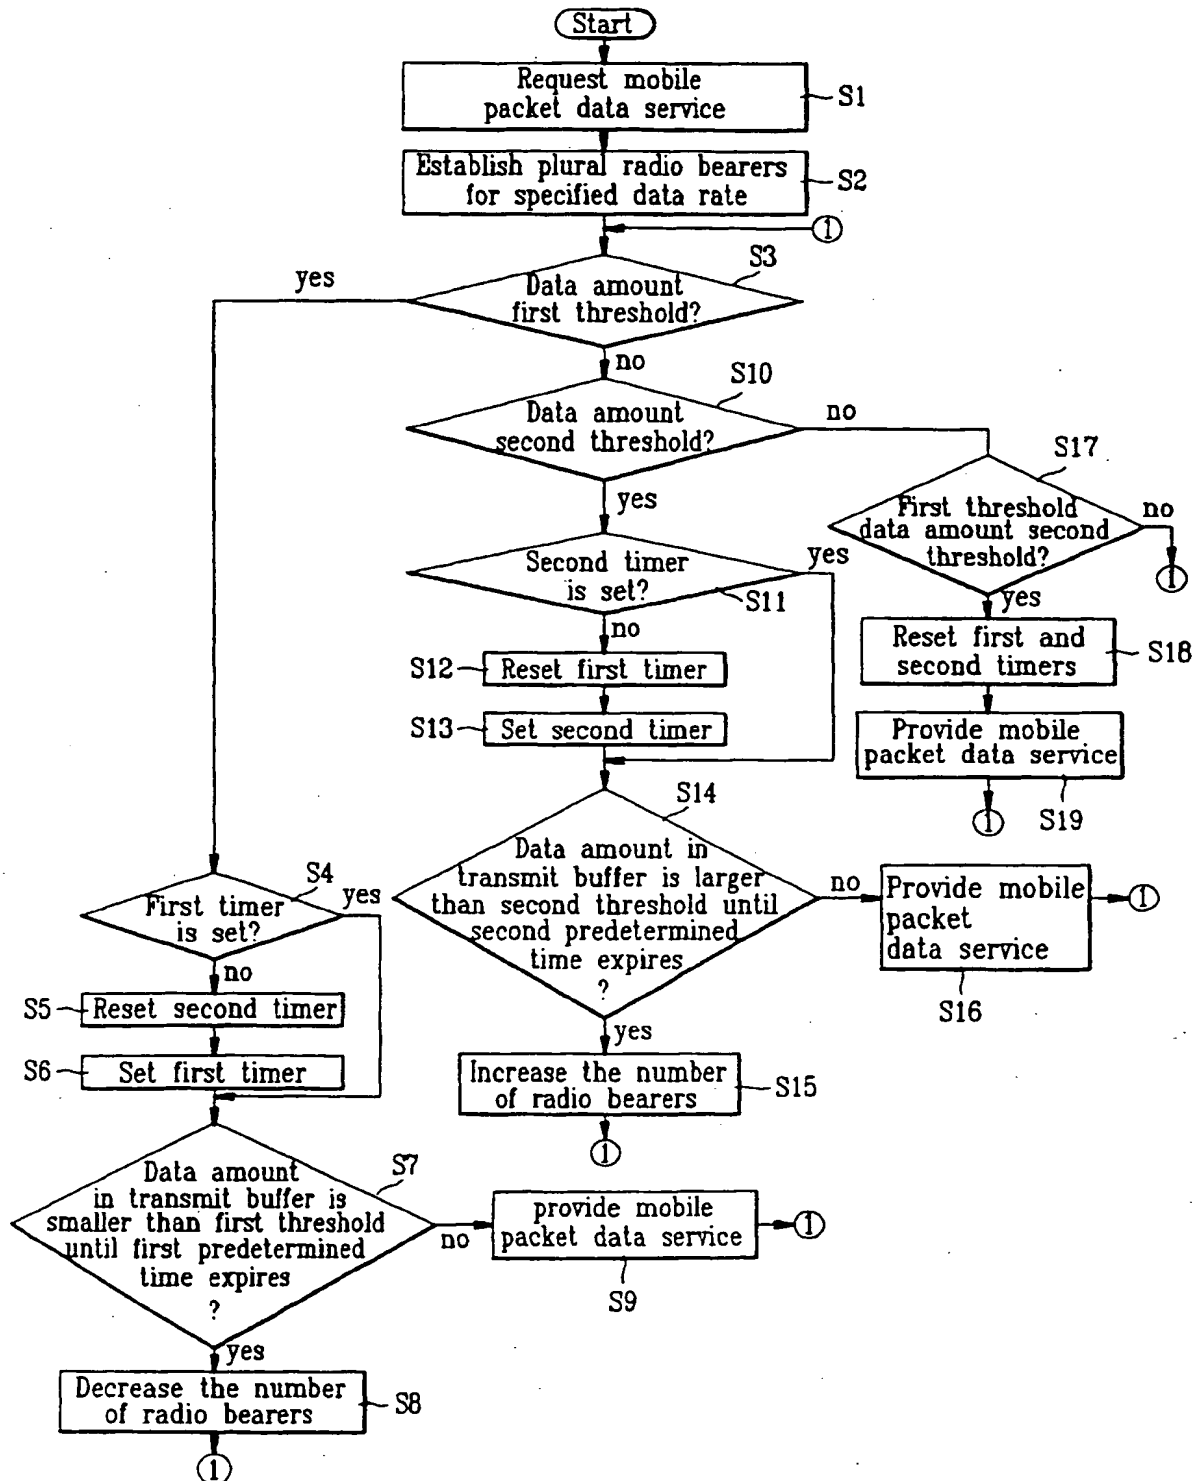 Start
Request mobile
packet data service
S1
Establish plural radio bearers
for specified data rate
S2
1
S3
yes
Data amount
first threshold?
no
S10
Data amount
second threshold?
no
yes
S17
First threshold
data amount second
threshold?
no
1
yes
Second timer
is set?
yes
S11
no
S12
Reset first timer
S13
Set second timer
Reset first and
second timers
S18
Provide mobile
packet data service
S19
1
S14
Data amount in
transmit buffer is larger
than second threshold until
second predetermined
time expires
?
no
Provide mobile
packet
data service
1
S16
yes
Increase the number
of radio bearers
S15
1
S4
First timer
is set?
yes
no
S5
Reset second timer
S6
Set first timer
S7
Data amount
in transmit buffer is
smaller than first threshold
until first predetermined
time expires
?
no
provide mobile
packet data service
1
S9
yes
Decrease the number
of radio bearers
S8
1